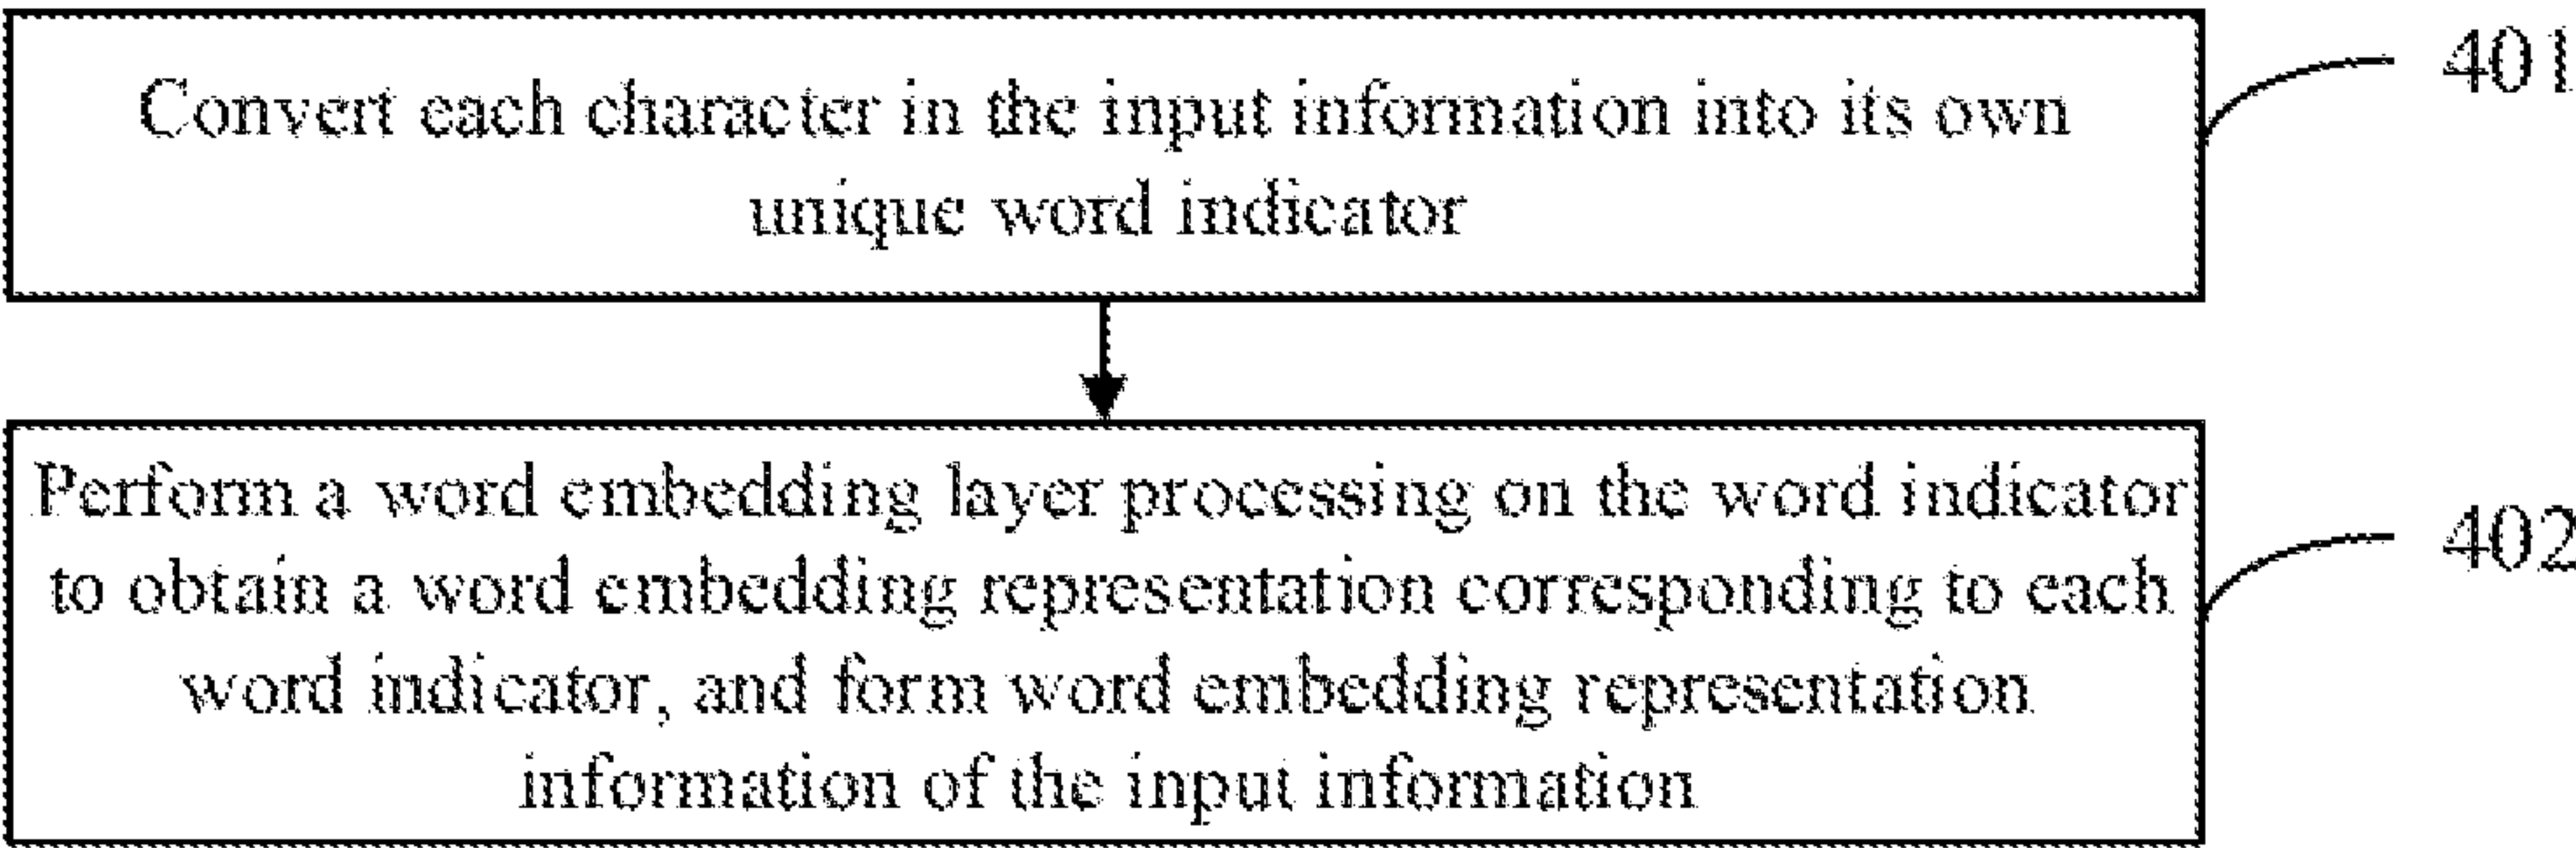 Convert each character in the input information into its own
unique word indicator
401
Perform a word embedding layer processing on the word indicator
to obtain a word embedding representation corresponding to each
word indicator, and form word embedding representation
information of the input information
402